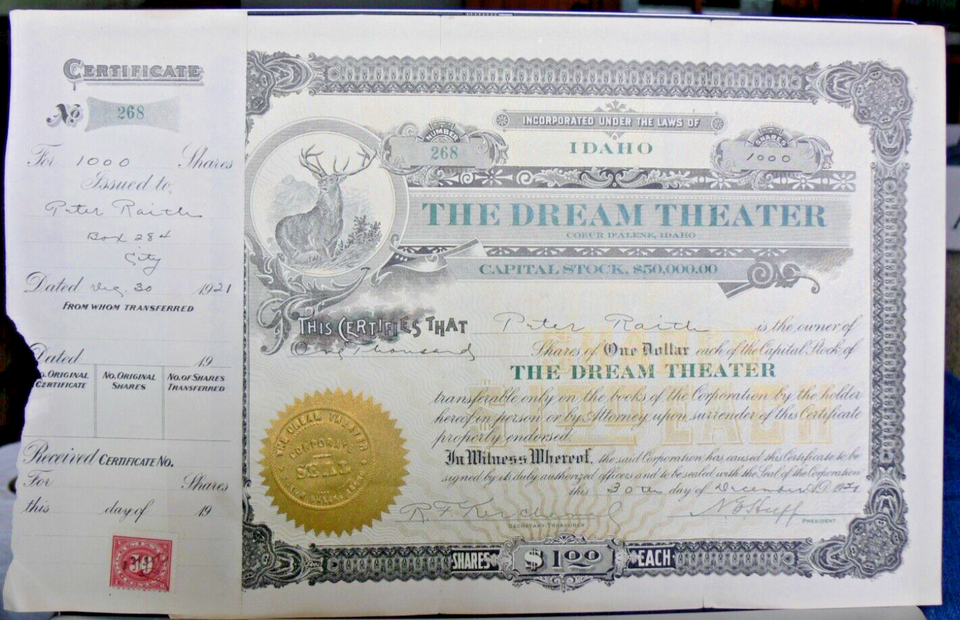 CERTIFICATE
No 268
For 1000 Shares
Issued to
Peter Raith
Box 284
City
Dated Dec 30 1921
FROM WHOM TRANSFERRED
Dated 19
No. ORIGINAL CERTIFICATE
No. ORIGINAL SHARES
No. OF SHARES TRANSFERRED
Received CERTIFICATE NO.
For Shares
this day of 19
INCORPORATED UNDER THE LAWS OF
IDAHO
NUMBER
268
SHARES
1000
THE DREAM THEATER
COEUR D'ALENE, IDAHO
CAPITAL STOCK, $50,000.00
THIS CERTIFIES THAT Peter Raith is the owner of
One Thousand Shares of One Dollar each of the Capital Stock of
THE DREAM THEATER
transferable only on the books of the Corporation by the holder
hereof in person or by Attorney upon surrender of this Certificate
properly endorsed.
In Witness Whereof, the said Corporation has caused this Certificate to be
signed by its duly authorized officers and to be sealed with the Seal of the Corporation
this 30th day of December 1921
SECRETARY-TREASURER
N B Huff
PRESIDENT
THE DREAM THEATER
CORPORATE
SEAL
SHARES $1.00 EACH